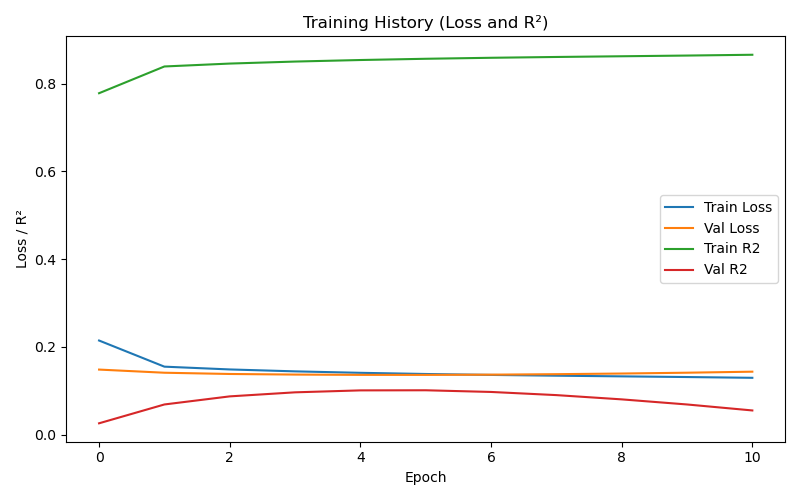 Training History (Loss and R²)
Loss / R²
0.8
0.6
0.4
0.2
0.0
Train Loss
Val Loss
Train R2
Val R2
0 2 4 6 8 10
Epoch